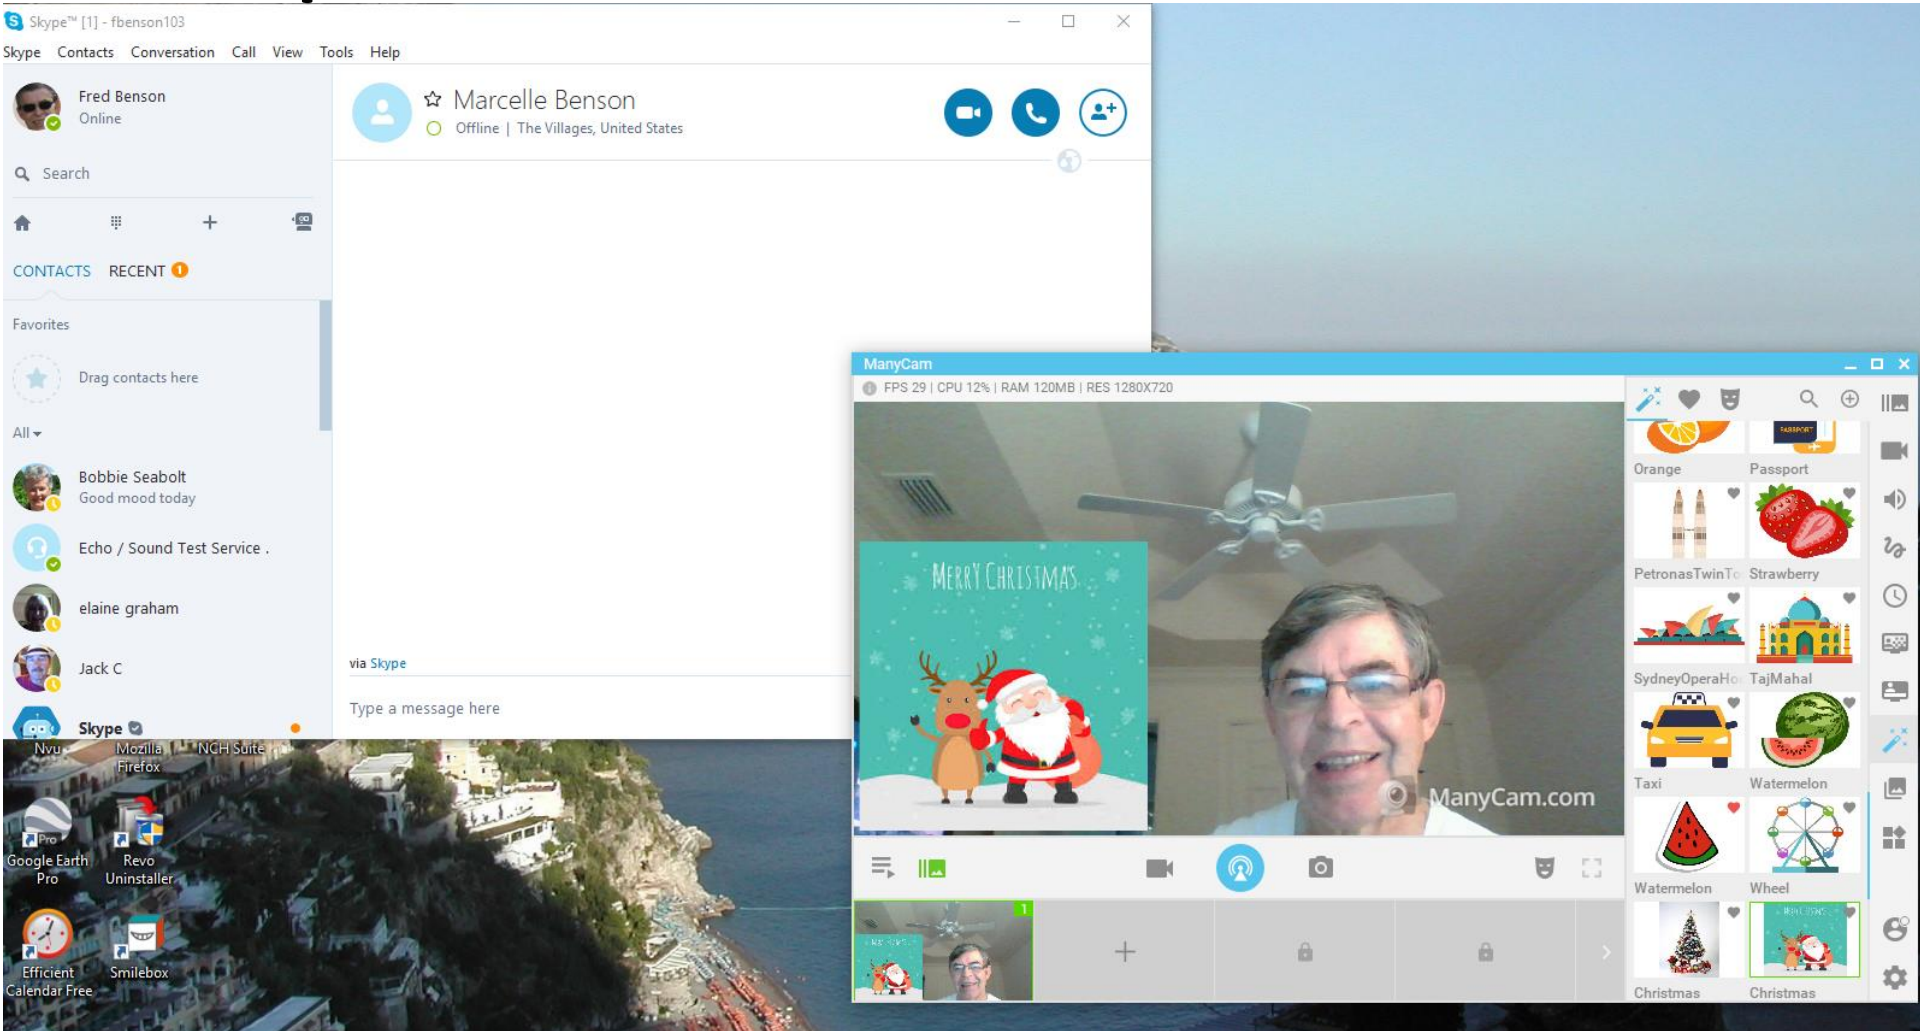 Skype™ [1] - fbenson103
Skype Contacts Conversation Call View Tools Help
Fred Benson
Online
Search
CONTACTS RECENT 1
Favorites
Drag contacts here
All
Bobbie Seabolt
Good mood today
Echo / Sound Test Service .
elaine graham
Jack C
Skype
Marcelle Benson
Offline | The Villages, United States
via Skype
Type a message here
Nvu
Mozilla
Firefox
NCH Suite
Pro
Google Earth
Pro
Revo
Uninstaller
Efficient
Calendar Free
Smilebox
ManyCam
FPS 29 | CPU 12% | RAM 120MB | RES 1280X720
MERRY CHRISTMAS
ManyCam.com
1
PASSPORT
Orange Passport
PetronasTwinTo Strawberry
SydneyOperaHo TajMahal
Taxi Watermelon
Watermelon Wheel
Christmas Christmas